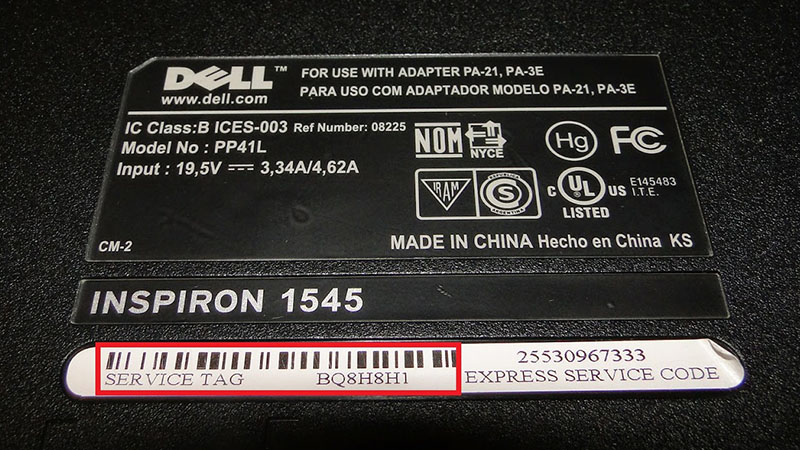 DELL™
www.dell.com
FOR USE WITH ADAPTER PA-21, PA-3E
PARA USO COM ADAPTADOR MODELO PA-21, PA-3E
IC Class:B ICES-003 Ref Number: 08225
Model No : PP41L
Input : 19,5V 3,34A/4,62A
NOM NYCE
Hg
FC
IRAM
REPUBLICA S ARGENTINA
c UL US
LISTED
E145483
I.T.E.
CM-2
MADE IN CHINA Hecho en China KS
INSPIRON 1545
SERVICE TAG BQ8H8H1
25530967333
EXPRESS SERVICE CODE